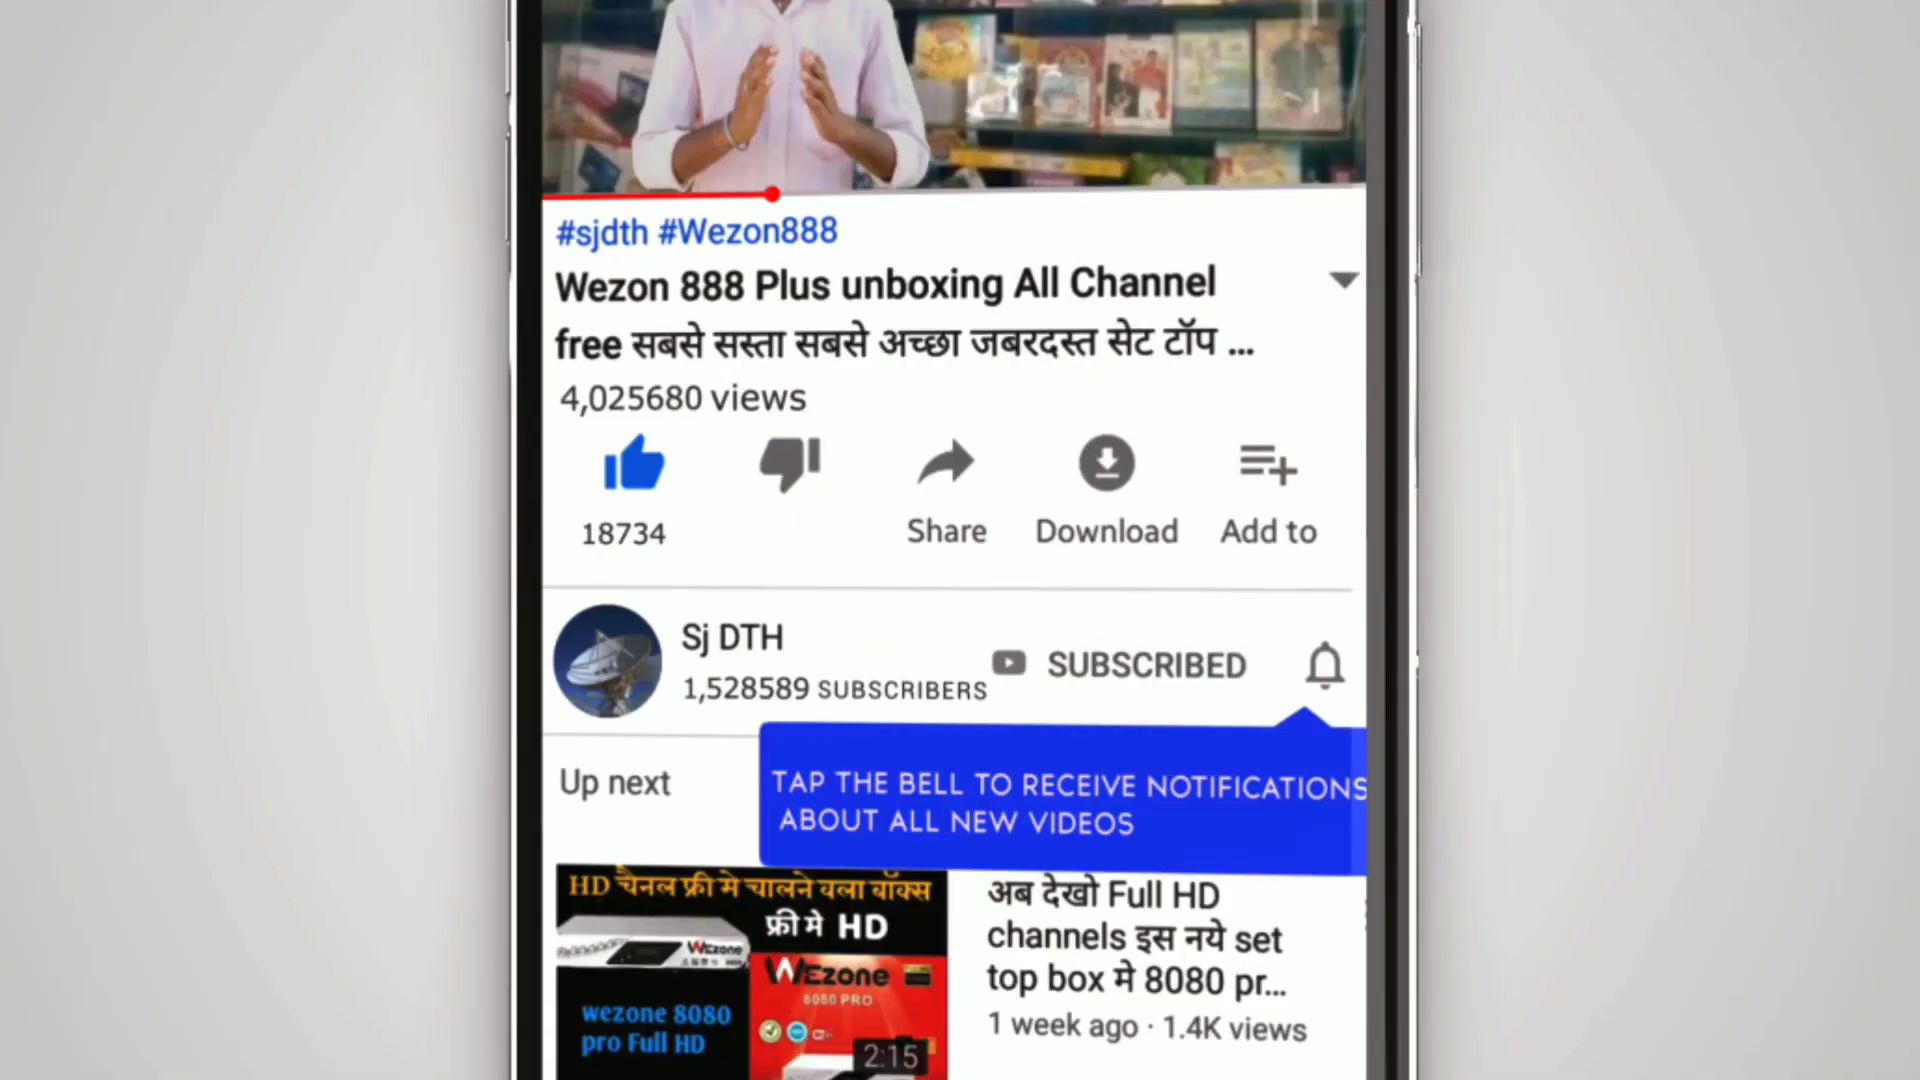 #sjdth #Wezon888
Wezon 888 Plus unboxing All Channel
free सबसे सस्ता सबसे अच्छा जबरदस्त सेट टॉप ...
4,025680 views
18734
Share
Download
Add to
Sj DTH
1,528589 SUBSCRIBERS
SUBSCRIBED
Up next
TAP THE BELL TO RECEIVE NOTIFICATIONS
ABOUT ALL NEW VIDEOS
HD चैनल फ्री मे चालने वला बॉक्स
फ्री मे HD
WEzone
WEzone
8080 PRO
wezone 8080
pro Full HD
2:15
अब देखो Full HD
channels इस नये set
top box मे 8080 pr...
1 week ago · 1.4K views